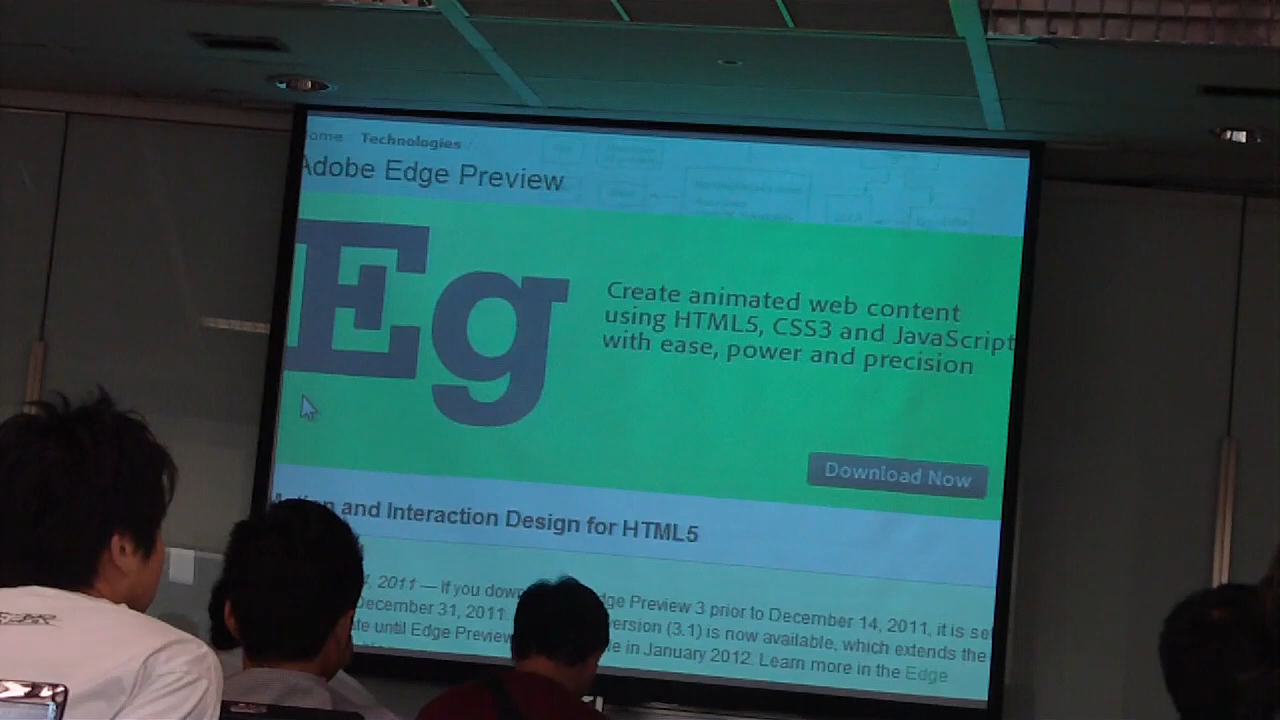 ome / Technologies /
Adobe Edge Preview
Eg
Create animated web content
using HTML5, CSS3 and JavaScript
with ease, power and precision
Download Now
and Interaction Design for HTML5
4, 2011 — If you down dge Preview 3 prior to December 14, 2011, it is se
December 31, 2011. version (3.1) is now available, which extends the
until Edge Preview e in January 2012. Learn more in the Edge